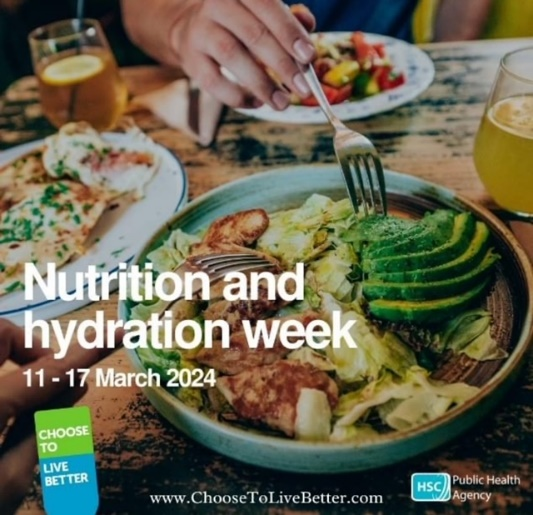 Nutrition and
hydration week
11 - 17 March 2024
CHOOSE
TO
LIVE
BETTER
www.ChooseToLiveBetter.com
HSC Public Health
Agency